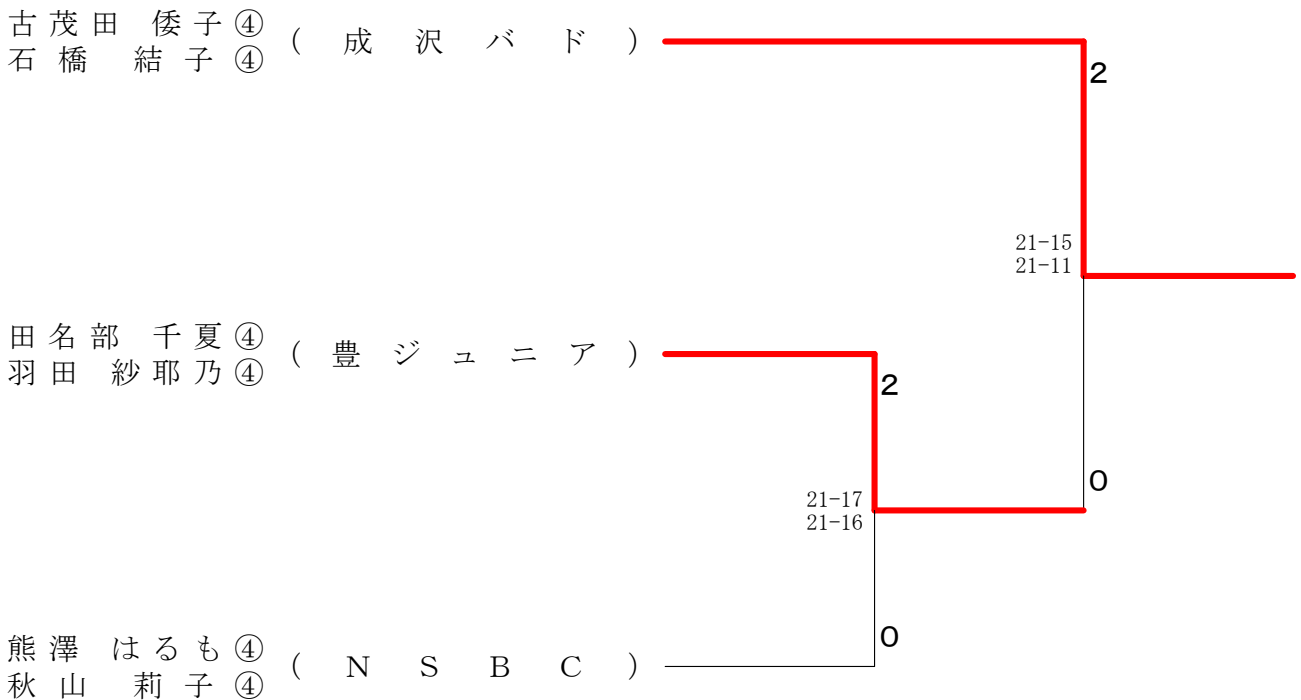 古茂田 倭子④
石橋 結子④
(成沢バド)
2
21-15
21-11
田名部 千夏④
羽田 紗耶乃④
(豊ジュニア)
2
0
21-17
21-16
熊澤 はるも④
秋山 莉子④
(NSBC)
0